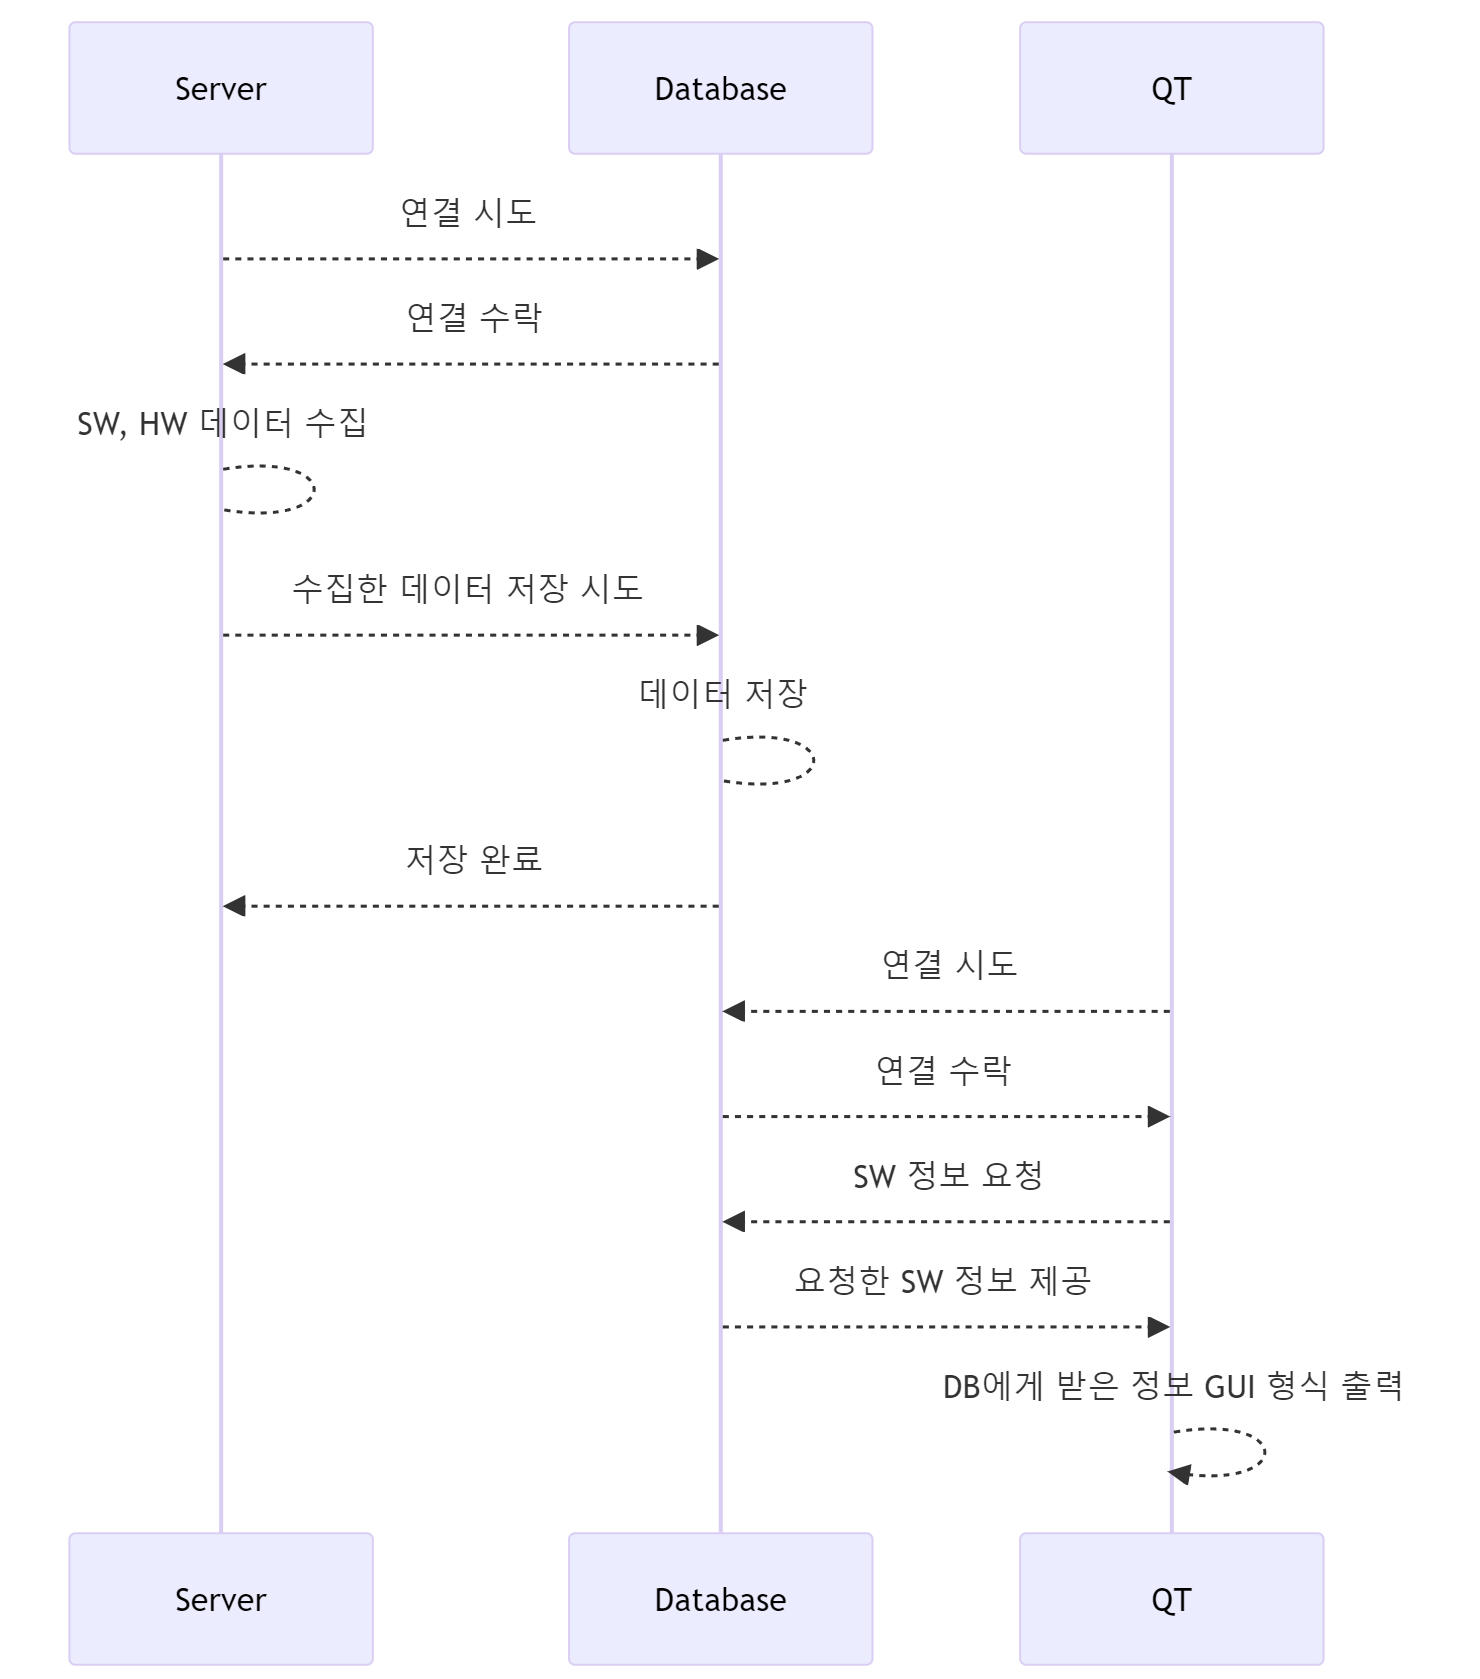 Server
Database
QT
연결 시도
연결 수락
SW, HW 데이터 수집
수집한 데이터 저장 시도
데이터 저장
저장 완료
연결 시도
연결 수락
SW 정보 요청
요청한 SW 정보 제공
DB에게 받은 정보 GUI 형식 출력
Server
Database
QT